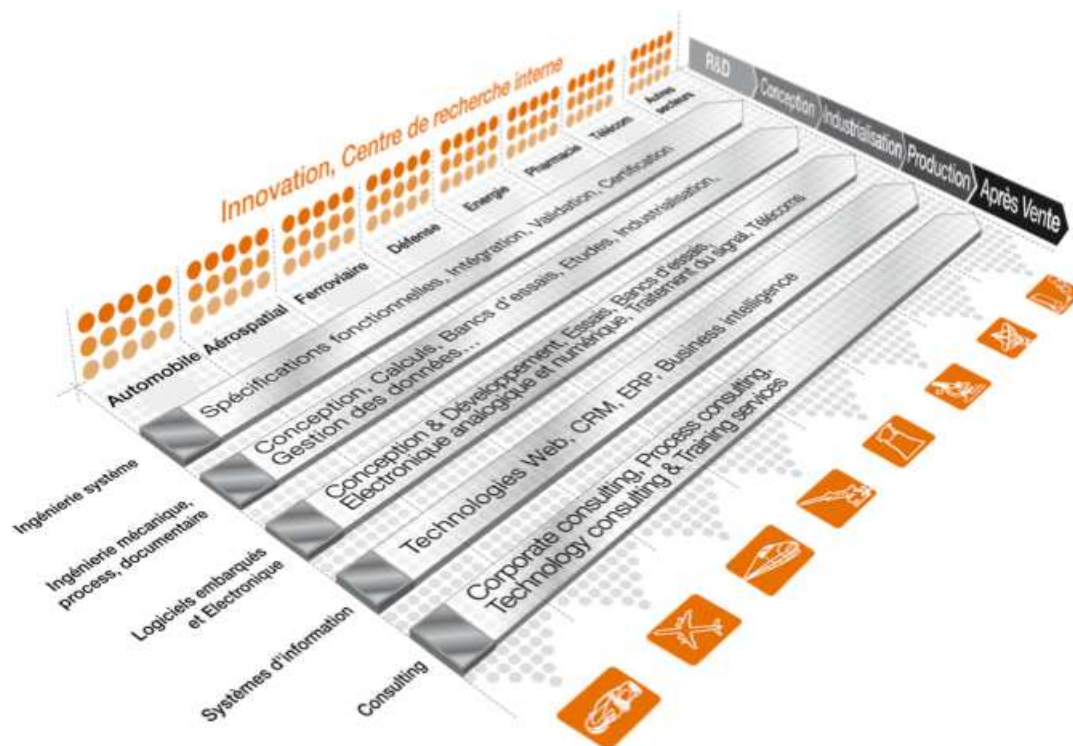 Innovation, Centre de recherche interne
R&D
Conception
Industrialisation
Production
Après Vente
Automobile
Aérospatial
Ferroviaire
Défense
Energie
Pharmacie
Télécom
Autres
secteurs
Ingénierie système
Spécifications fonctionnelles, Intégration, Validation, Certification
Ingénierie mécanique,
process, documentaire
Conception, Calculs, Bancs d'essais, Etudes, Industrialisation,
Gestion des données...
Logiciels embarqués
et Electronique
Conception & Développement, Essais, Bancs d'essais,
Electronique analogique et numérique, Traitement du signal, Télécoms
Systèmes d'information
Technologies Web, CRM, ERP, Business intelligence
Consulting
Corporate consulting, Process consulting,
Technology consulting & Training services